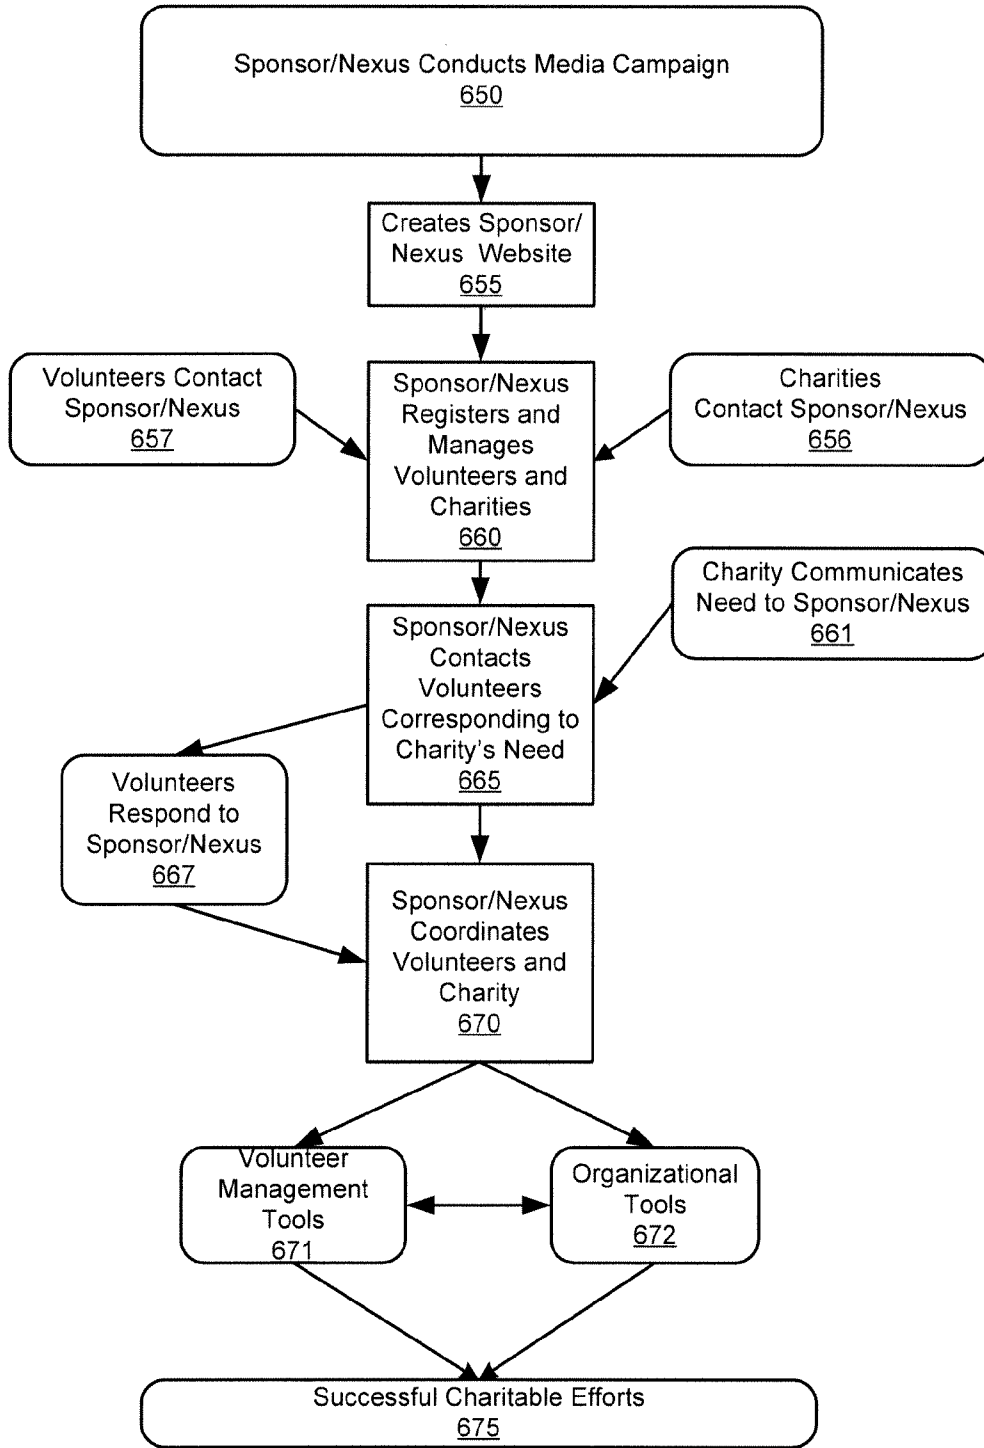 Sponsor/Nexus Conducts Media Campaign
650
Creates Sponsor/
Nexus Website
655
Volunteers Contact
Sponsor/Nexus
657
Sponsor/Nexus
Registers and
Manages
Volunteers and
Charities
660
Charities
Contact Sponsor/Nexus
656
Charity Communicates
Need to Sponsor/Nexus
661
Sponsor/Nexus
Contacts
Volunteers
Corresponding to
Charity's Need
665
Volunteers
Respond to
Sponsor/Nexus
667
Sponsor/Nexus
Coordinates
Volunteers and
Charity
670
Volunteer
Management
Tools
671
Organizational
Tools
672
Successful Charitable Efforts
675